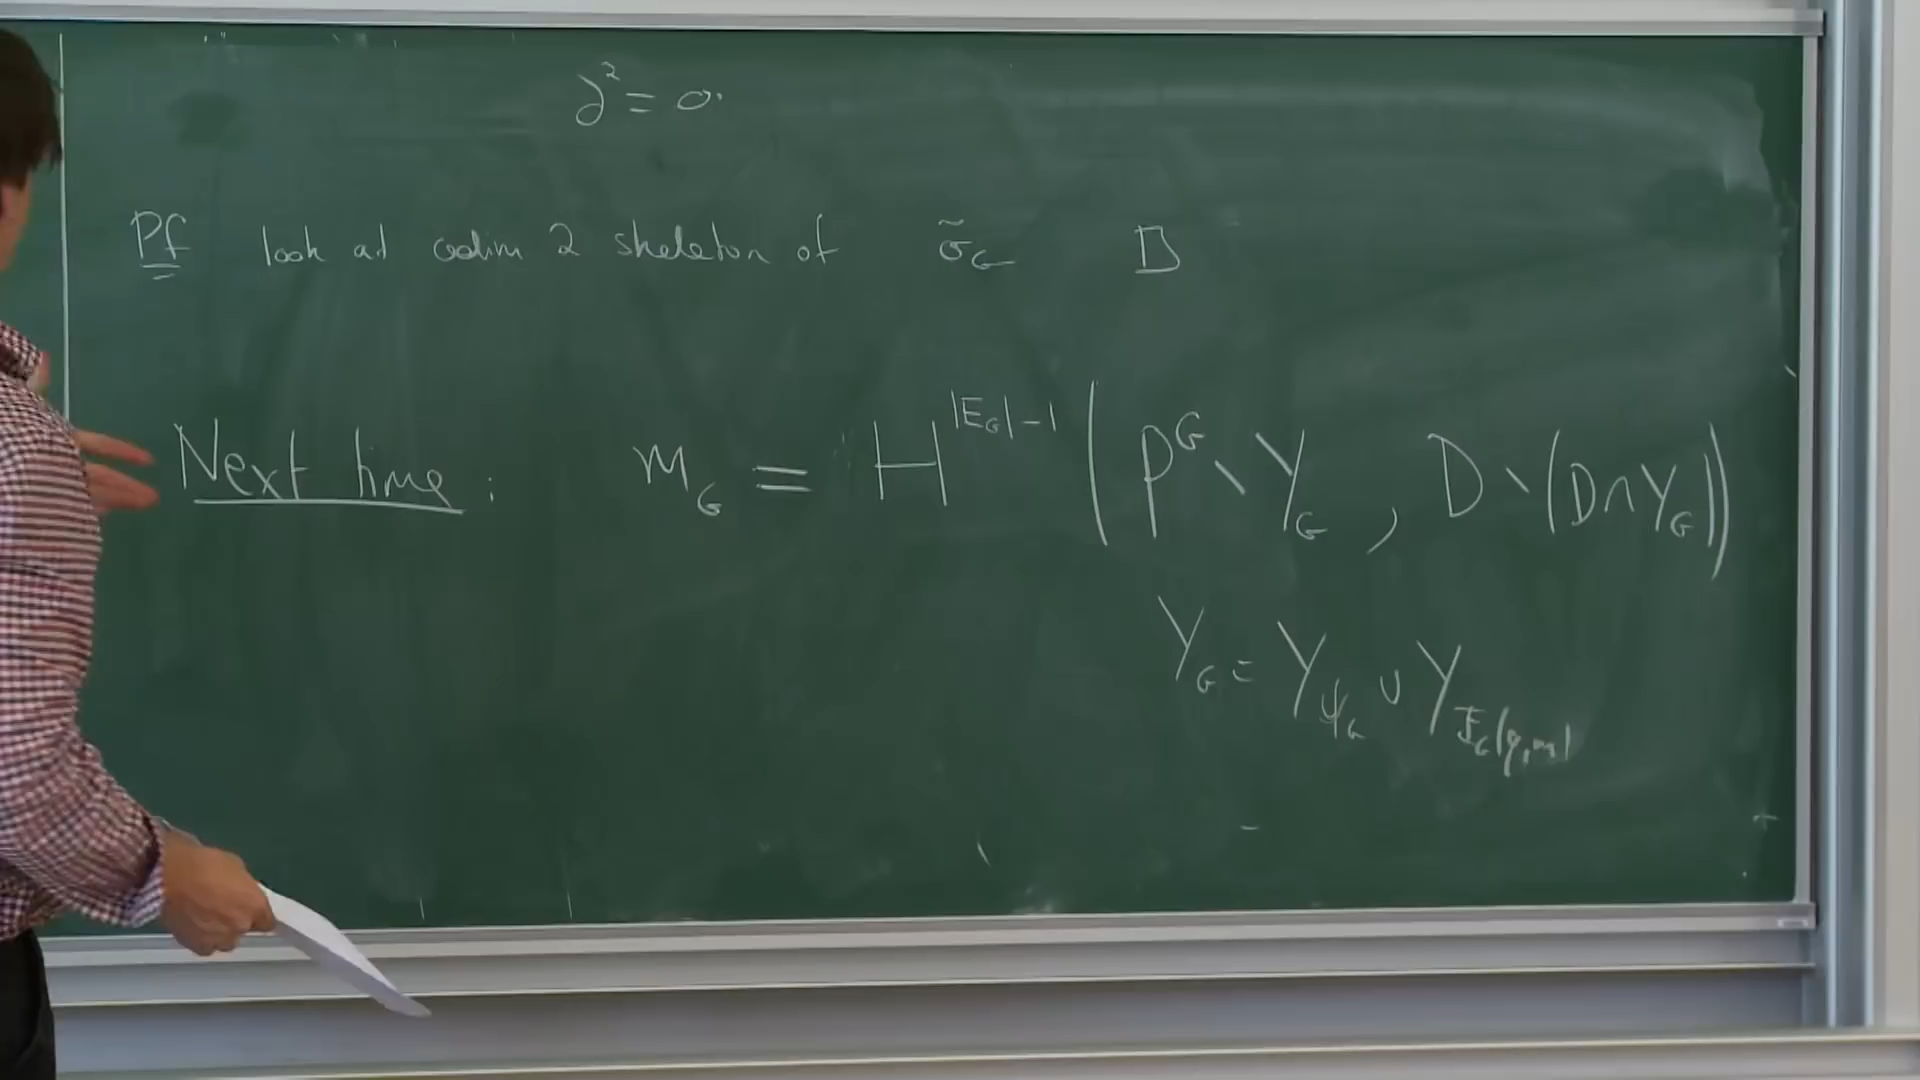 ∂² = 0.
Pf look at codim 2 skeleton of σ̃_G □
Next time : m_G = H^{|E_G|-1} ( P^G \ Y_G , D \ (D ∩ Y_G) )
Y_G = Y_{ψ_G} ∪ Y_{Ξ_G(q,m)}